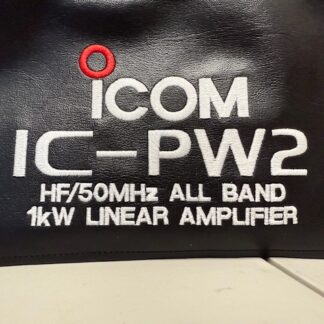 ICOM
IC-PW2
HF/50MHz ALL BAND
1kW LINEAR AMPLIFIER